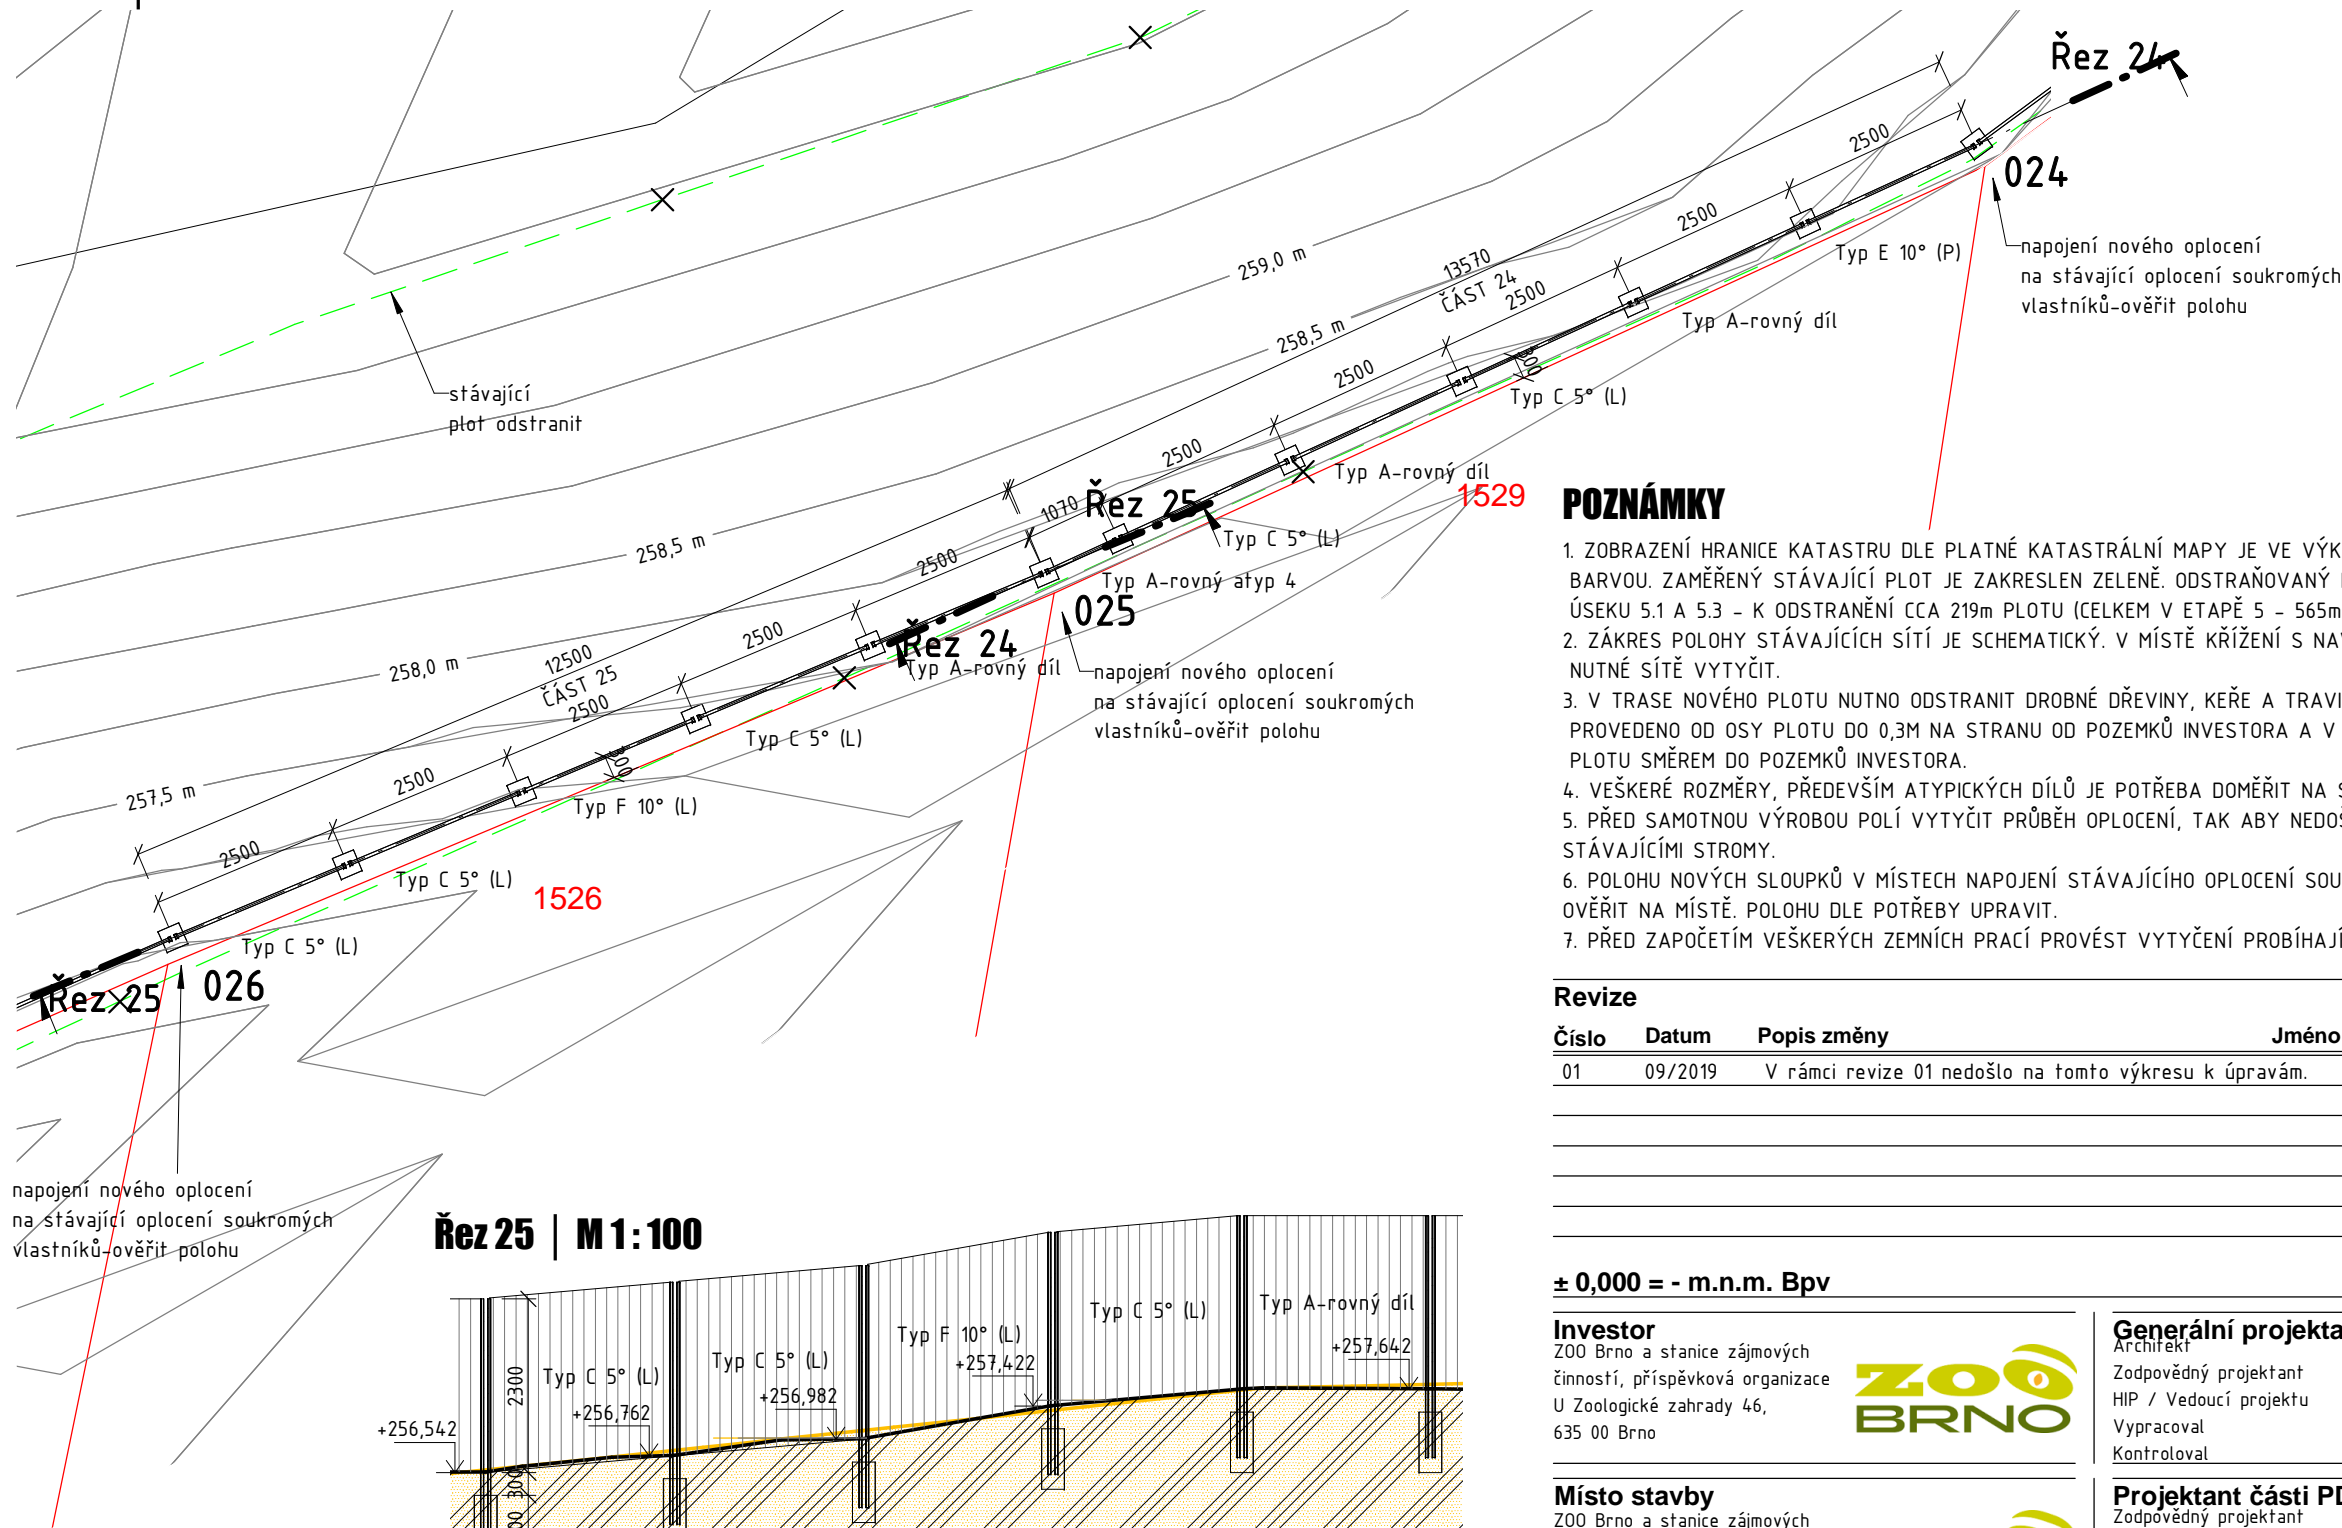 Řez 24
2500
024
2500
259,0 m
13570
ČÁST 24
2500
Typ E 10° (P)
napojení nového oplocení
na stávající oplocení soukromých
vlastníků-ověřit polohu
258,5 m
Typ A-rovný díl
300
2500
Typ C 5° (L)
stávající
plot odstranit
2500
Typ A-rovný díl
1529
1070
Řez 25
Typ C 5° (L)
258,5 m
2500
Typ A-rovný atyp 4
025
2500
Řez 24
Typ A-rovný díl
258,0 m
12500
ČÁST 25
2500
napojení nového oplocení
na stávající oplocení soukromých
vlastníků-ověřit polohu
Typ C 5° (L)
300
2500
257,5 m
Typ F 10° (L)
2500
Typ C 5° (L)
1526
Typ C 5° (L)
026
Řez 25
napojení nového oplocení
na stávající oplocení soukromých
vlastníků-ověřit polohu
POZNÁMKY
1. ZOBRAZENÍ HRANICE KATASTRU DLE PLATNÉ KATASTRÁLNÍ MAPY JE VE VÝK
BARVOU. ZAMĚŘENÝ STÁVAJÍCÍ PLOT JE ZAKRESLEN ZELENĚ. ODSTRAŇOVANÝ
ÚSEKU 5.1 A 5.3 - K ODSTRANĚNÍ CCA 219m PLOTU (CELKEM V ETAPĚ 5 - 565m
2. ZÁKRES POLOHY STÁVAJÍCÍCH SÍTÍ JE SCHEMATICKÝ. V MÍSTĚ KŘÍŽENÍ S NAV
NUTNÉ SÍTĚ VYTYČIT.
3. V TRASE NOVÉHO PLOTU NUTNO ODSTRANIT DROBNÉ DŘEVINY, KEŘE A TRAVI
PROVEDENO OD OSY PLOTU DO 0,3M NA STRANU OD POZEMKŮ INVESTORA A V
PLOTU SMĚREM DO POZEMKŮ INVESTORA.
4. VEŠKERÉ ROZMĚRY, PŘEDEVŠÍM ATYPICKÝCH DÍLŮ JE POTŘEBA DOMĚŘIT NA S
5. PŘED SAMOTNOU VÝROBOU POLÍ VYTYČIT PRŮBĚH OPLOCENÍ, TAK ABY NEDOŠ
STÁVAJÍCÍMI STROMY.
6. POLOHU NOVÝCH SLOUPKŮ V MÍSTECH NAPOJENÍ STÁVAJÍCÍHO OPLOCENÍ SOU
OVĚŘIT NA MÍSTĚ. POLOHU DLE POTŘEBY UPRAVIT.
7. PŘED ZAPOČETÍM VEŠKERÝCH ZEMNÍCH PRACÍ PROVÉST VYTYČENÍ PROBÍHAJÍ
Revize
Číslo Datum Popis změny Jméno
01 09/2019 V rámci revize 01 nedošlo na tomto výkresu k úpravám.
± 0,000 = - m.n.m. Bpv
Investor
ZOO Brno a stanice zájmových
činností, příspěvková organizace
U Zoologické zahrady 46,
635 00 Brno
ZOO
BRNO
Generální projekta
Architekt
Zodpovědný projektant
HIP / Vedoucí projektu
Vypracoval
Kontroloval
Místo stavby
ZOO Brno a stanice zájmových
Projektant části PD
Zodpovědný projektant
Řez 25 | M 1 : 100
Typ C 5° (L)
Typ C 5° (L)
Typ F 10° (L)
Typ C 5° (L)
Typ A-rovný díl
+256,542
+256,762
+256,982
+257,422
+257,642
2300
300